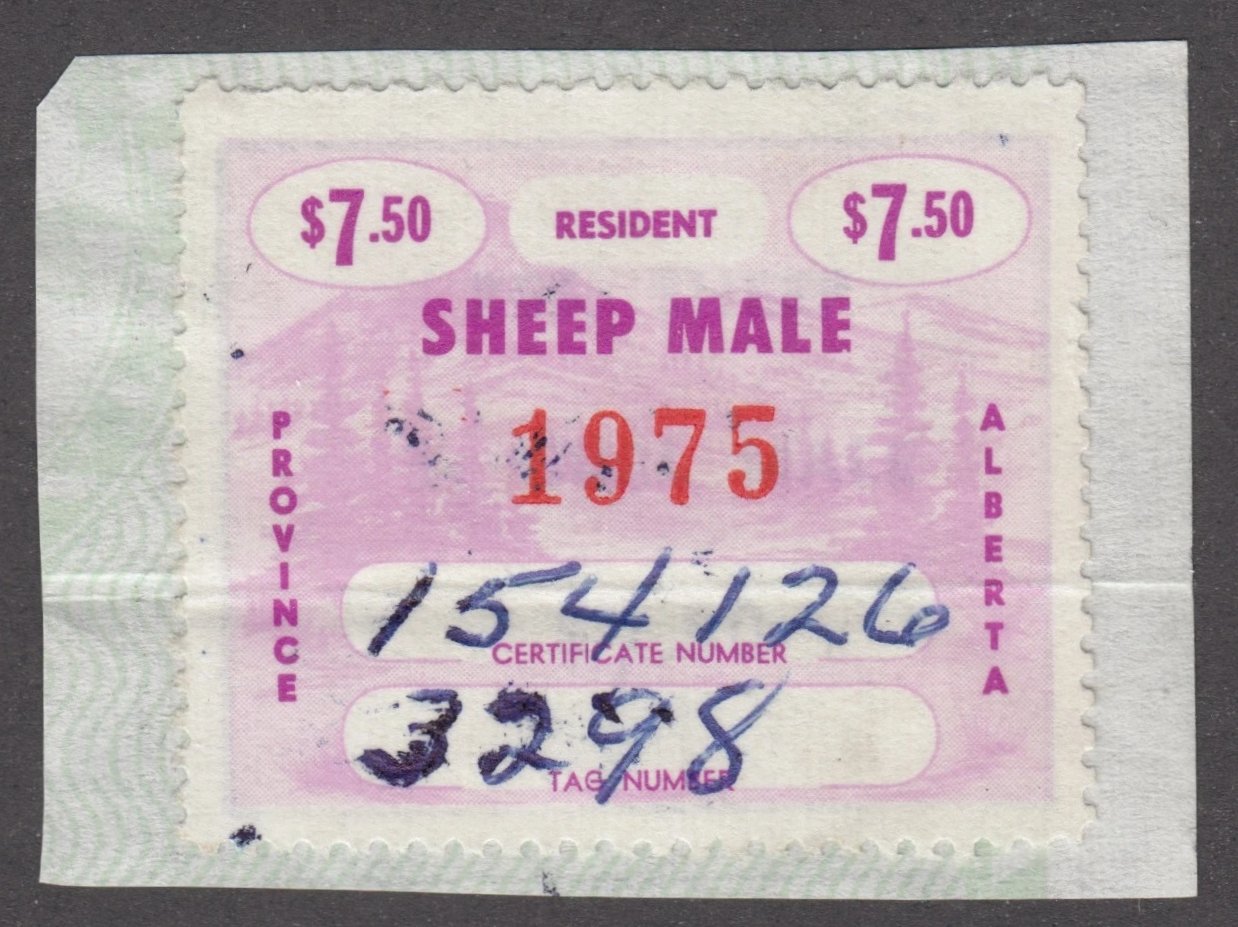 $7.50 RESIDENT $7.50
SHEEP MALE
1975
PROVINCE
ALBERTA
154126
CERTIFICATE NUMBER
3298
TAG NUMBER